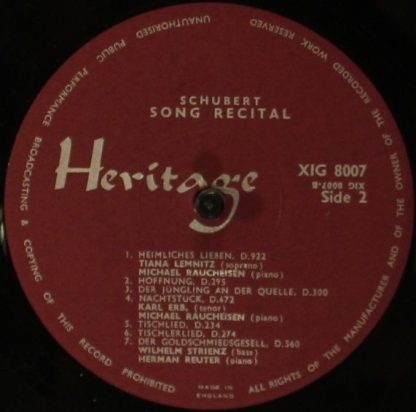 UNAUTHORISED PUBLIC PERFORMANCE BROADCASTING & COPYING OF THIS RECORD PROHIBITED
ALL RIGHTS OF THE MANUFACTURER AND OF THE OWNER OF THE RECORDED WORK RESERVED
SCHUBERT
SONG RECITAL
Heritage
XIG 8007
XIG 8007-B
Side 2
1. HEIMLICHES LIEBEN, D.922
TIANA LEMNITZ (soprano)
MICHAEL RAUCHEISEN (piano)
2. HOFFNUNG, D.295
3. DER JÜNGLING AN DER QUELLE, D.300
4. NACHTSTÜCK, D.672
KARL ERB, (tenor)
MICHAEL RAUCHEISEN (piano)
5. TISCHLIED, D.234
6. TISCHLERLIED, D.274
7. DER GOLDSCHMIEDSGESELL, D.560
WILHELM STRIENZ (bass)
HERMAN REUTER (piano)
MADE IN
ENGLAND